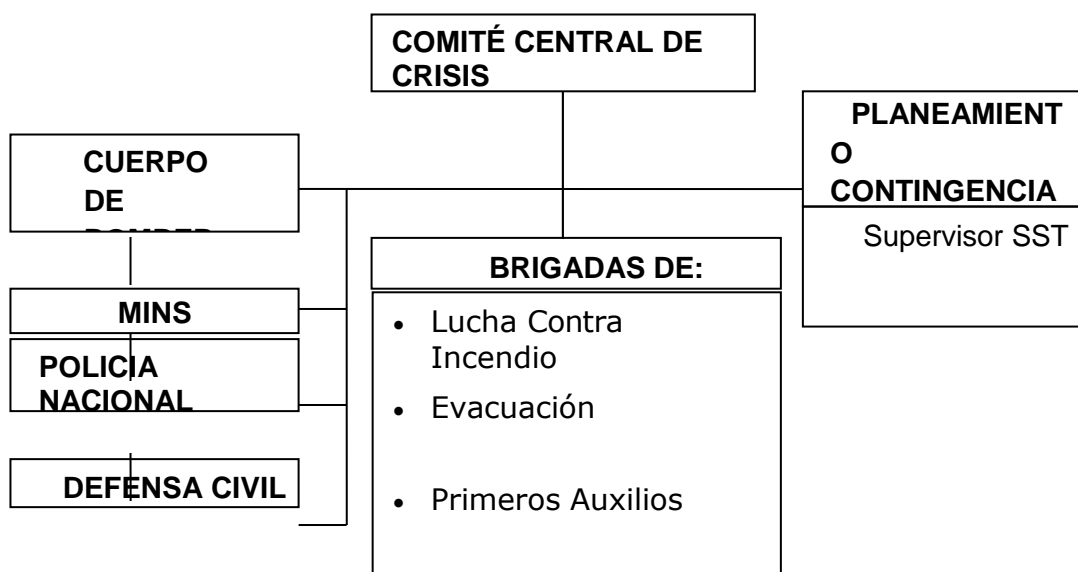 COMITÉ CENTRAL DE
CRISIS
PLANEAMIENT
O
CONTINGENCIA
Supervisor SST
CUERPO
DE
BRIGADAS DE:
• Lucha Contra
Incendio
• Evacuación
• Primeros Auxilios
MINS
POLICIA
NACIONAL
DEFENSA CIVIL